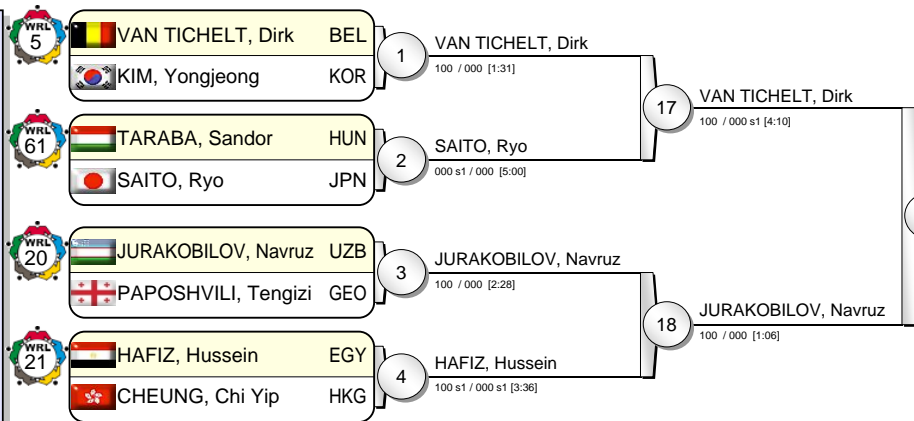 WRL
5
VAN TICHELT, Dirk BEL
KIM, Yongjeong KOR
1
VAN TICHELT, Dirk
100 / 000 [1:31]
WRL
61
TARABA, Sandor HUN
SAITO, Ryo JPN
2
SAITO, Ryo
000 s1 / 000 [5:00]
17
VAN TICHELT, Dirk
100 / 000 s1 [4:10]
WRL
20
JURAKOBILOV, Navruz UZB
PAPOSHVILI, Tengizi GEO
3
JURAKOBILOV, Navruz
100 / 000 [2:28]
WRL
21
HAFIZ, Hussein EGY
CHEUNG, Chi Yip HKG
4
HAFIZ, Hussein
100 s1 / 000 s1 [3:36]
18
JURAKOBILOV, Navruz
100 / 000 [1:06]